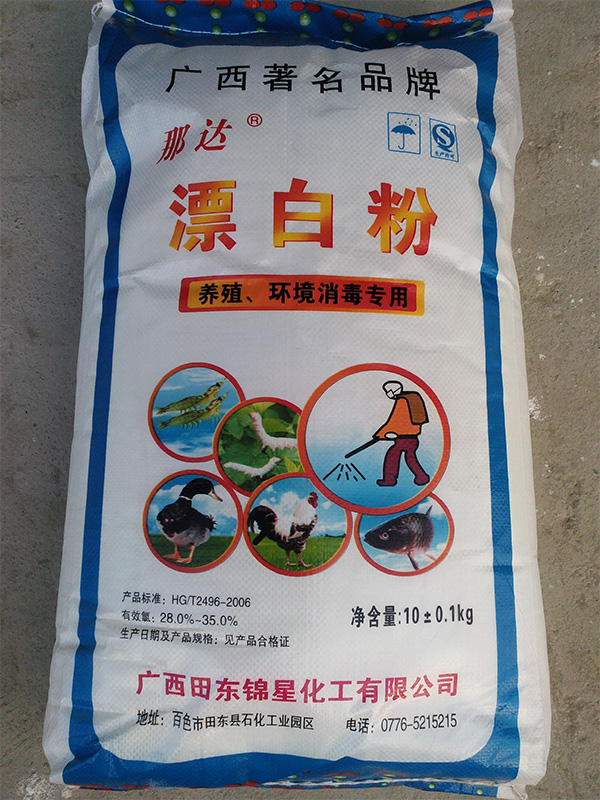 广西著名品牌
那达®
生产许可
漂白粉
养殖、环境消毒专用
产品标准：HG/T2496-2006
有效氯：28.0%~35.0%
净含量:10±0.1kg
生产日期及产品规格：见产品合格证
广西田东锦星化工有限公司
地址：百色市田东县石化工业园区 电话：0776-5215215